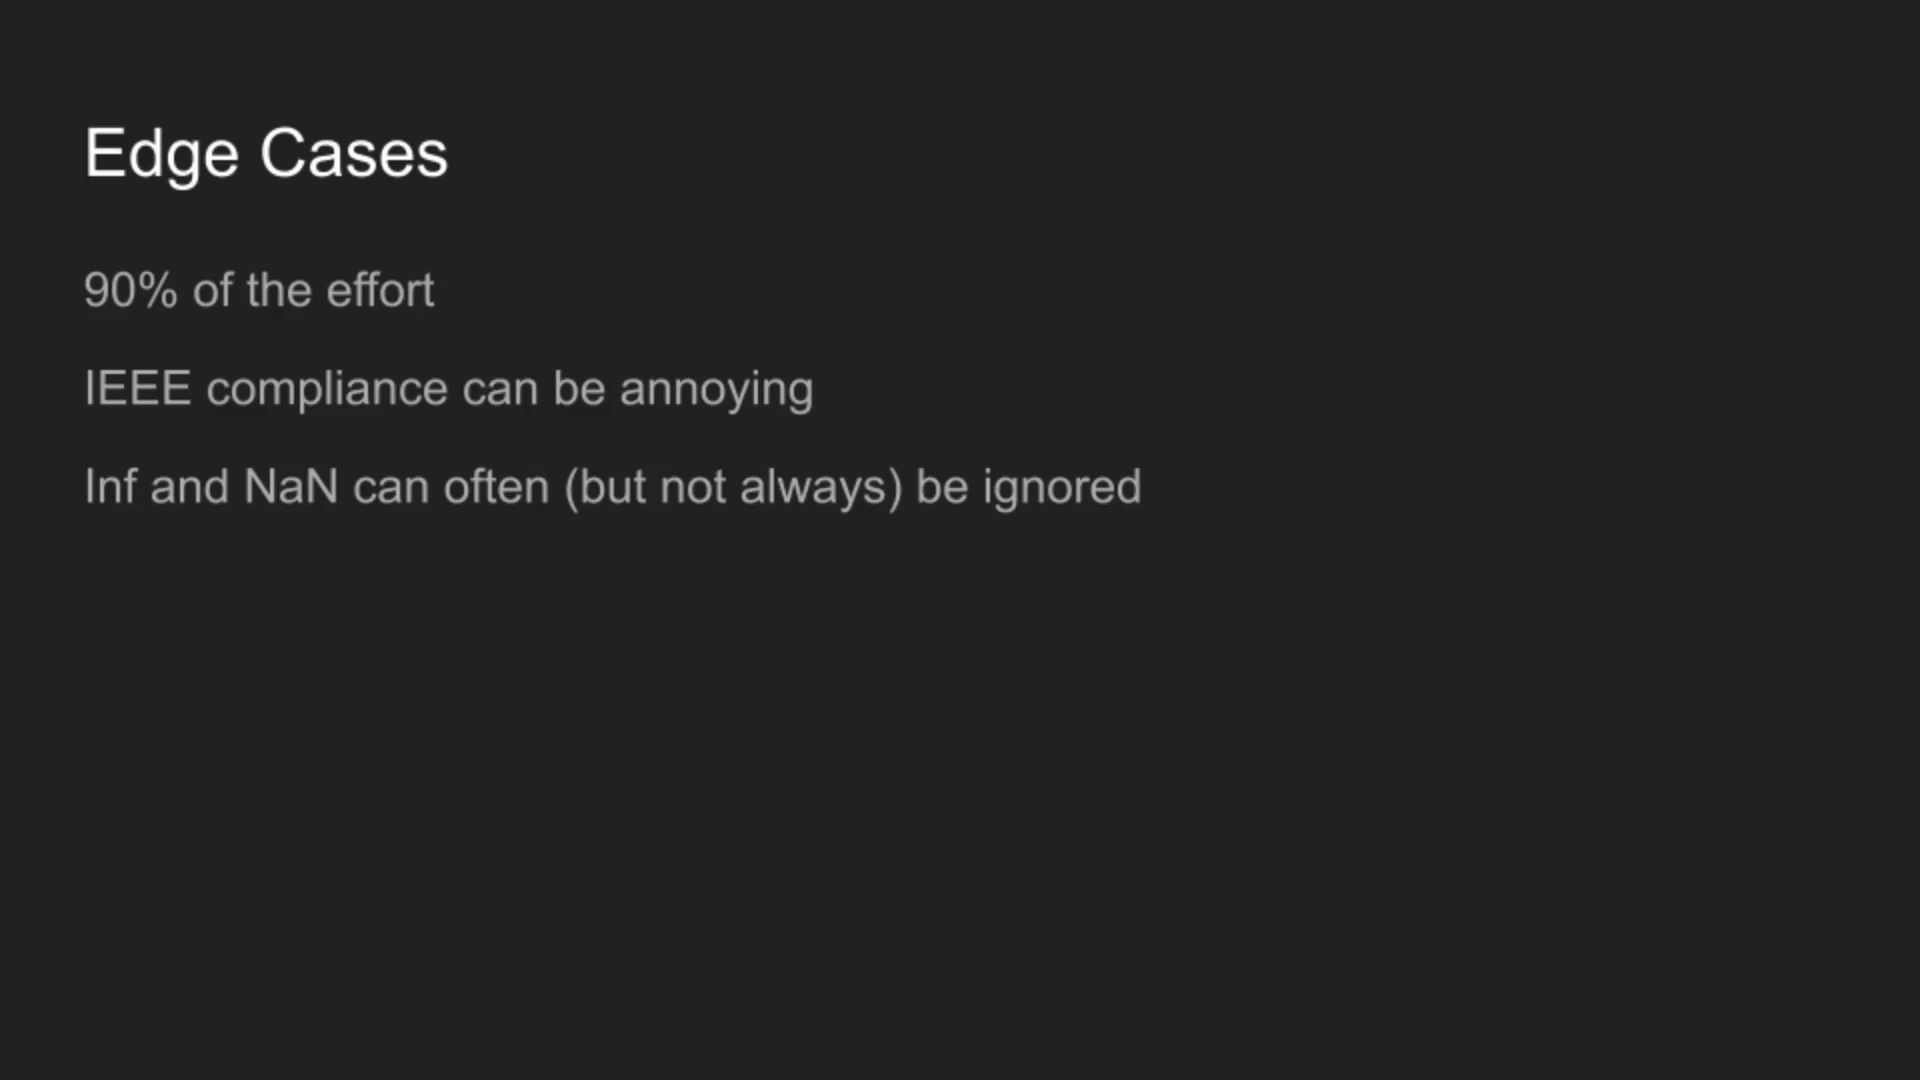 Edge Cases
90% of the effort
IEEE compliance can be annoying
Inf and NaN can often (but not always) be ignored